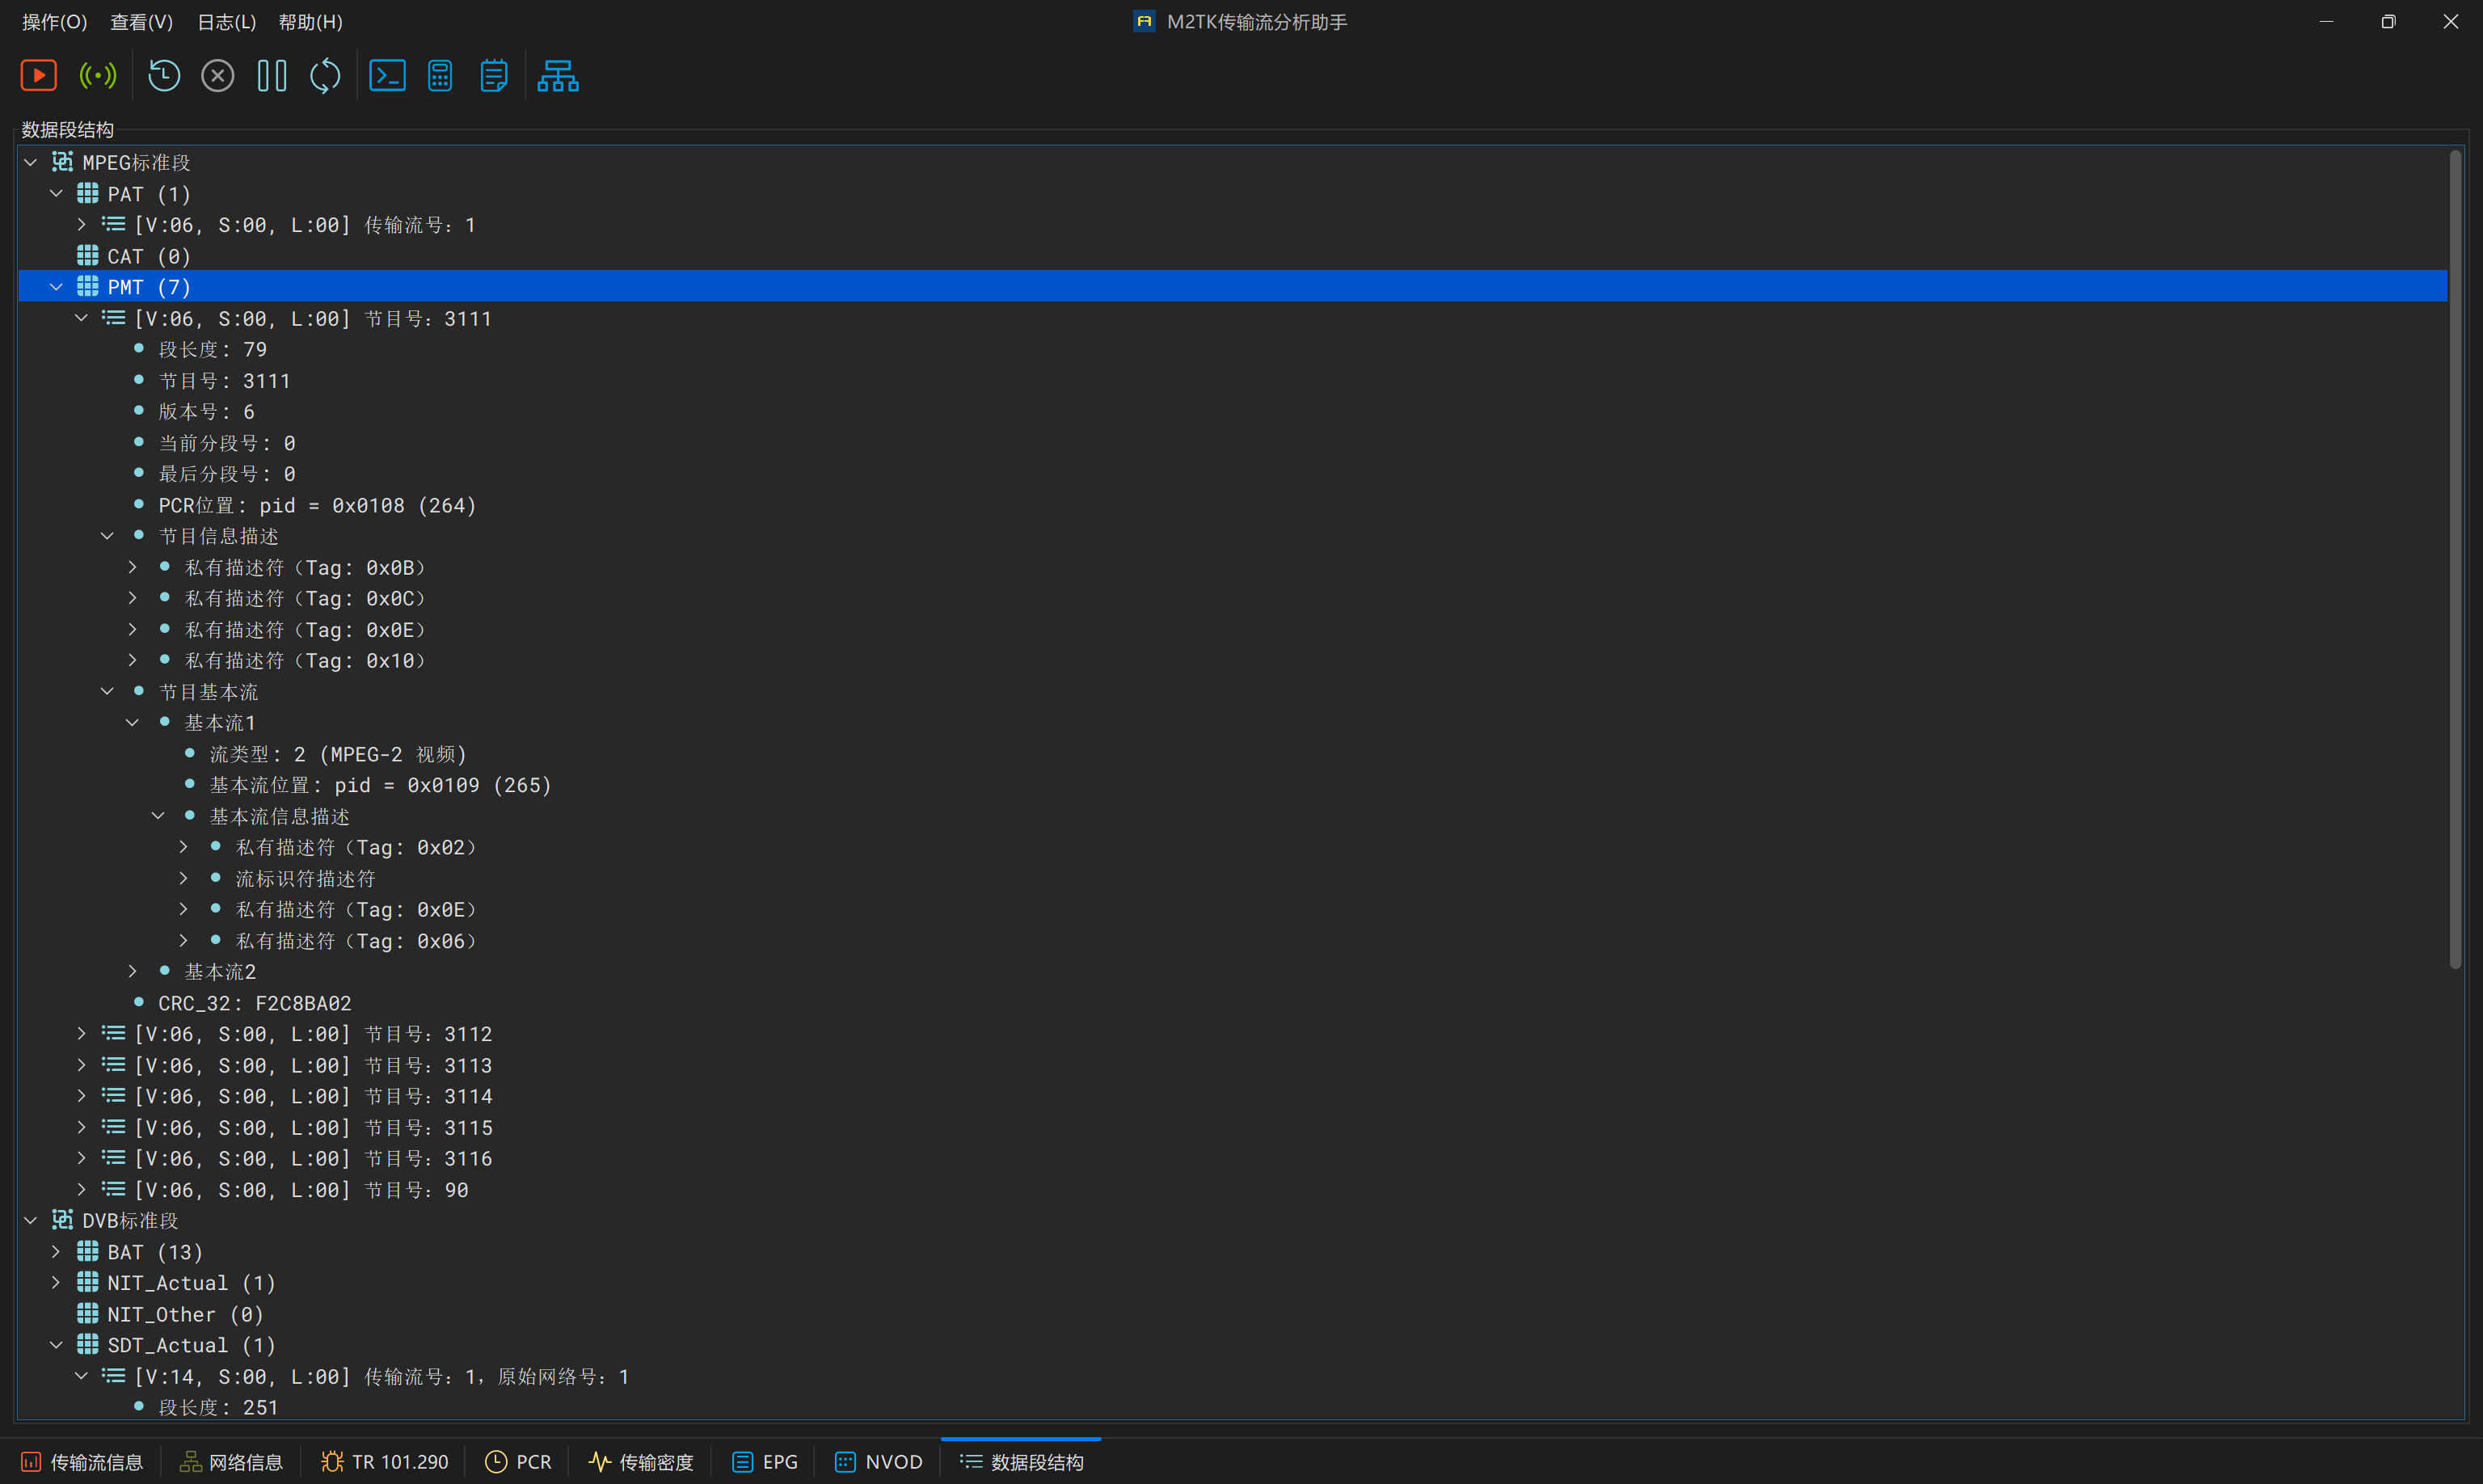 操作(O) 查看(V) 日志(L) 帮助(H) M2TK传输流分析助手
数据段结构
MPEG标准段
PAT (1)
[V:06, S:00, L:00] 传输流号：1
CAT (0)
PMT (7)
[V:06, S:00, L:00] 节目号：3111
段长度: 79
节目号: 3111
版本号: 6
当前分段号: 0
最后分段号: 0
PCR位置: pid = 0x0108 (264)
节目信息描述
私有描述符（Tag: 0x0B）
私有描述符（Tag: 0x0C）
私有描述符（Tag: 0x0E）
私有描述符（Tag: 0x10）
节目基本流
基本流1
流类型: 2 (MPEG-2 视频)
基本流位置: pid = 0x0109 (265)
基本流信息描述
私有描述符（Tag: 0x02）
流标识符描述符
私有描述符（Tag: 0x0E）
私有描述符（Tag: 0x06）
基本流2
CRC_32: F2C8BA02
[V:06, S:00, L:00] 节目号：3112
[V:06, S:00, L:00] 节目号：3113
[V:06, S:00, L:00] 节目号：3114
[V:06, S:00, L:00] 节目号：3115
[V:06, S:00, L:00] 节目号：3116
[V:06, S:00, L:00] 节目号：90
DVB标准段
BAT (13)
NIT_Actual (1)
NIT_Other (0)
SDT_Actual (1)
[V:14, S:00, L:00] 传输流号：1，原始网络号：1
段长度: 251
传输流信息 网络信息 TR 101.290 PCR 传输密度 EPG NVOD 数据段结构